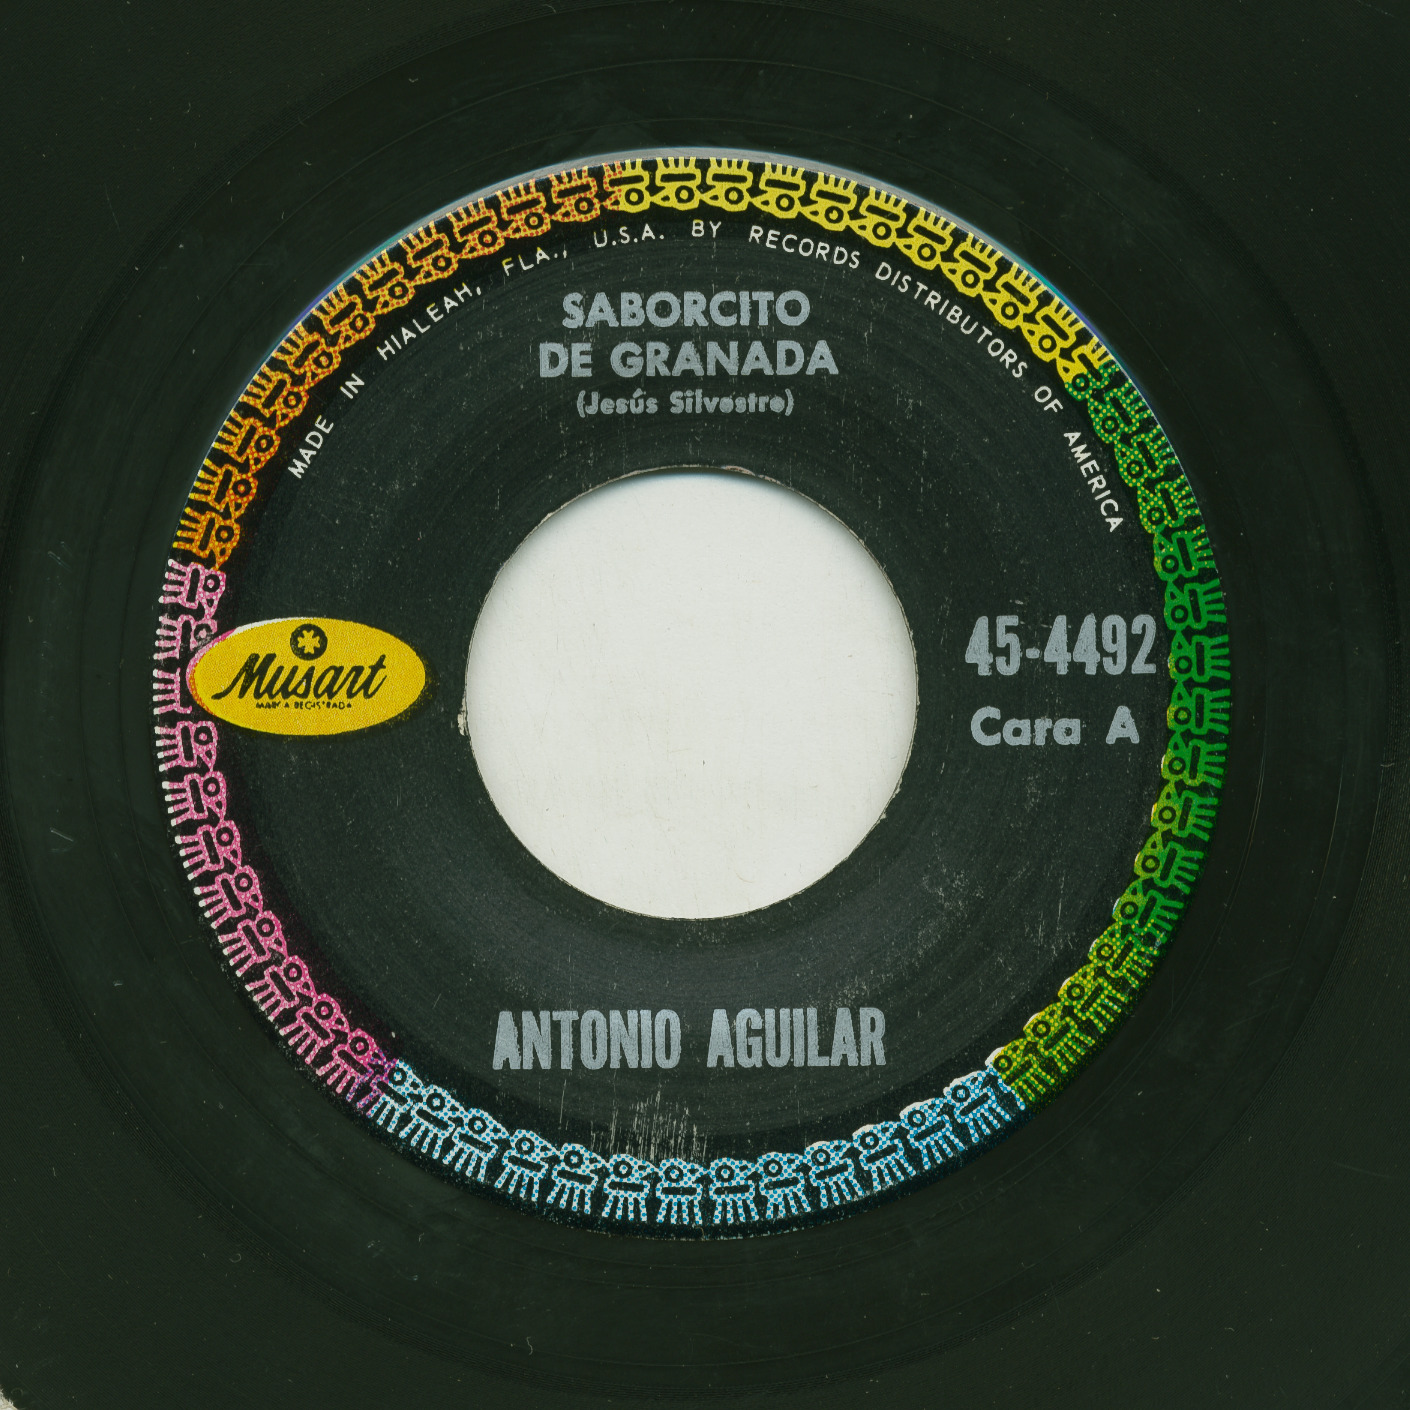 MADE IN HIALEAH, FLA., U.S.A. BY RECORDS DISTRIBUTORS OF AMERICA
SABORCITO
DE GRANADA
(Jesús Silvestre)
Musart
MARCA REGISTRADA
45-4492
Cara A
ANTONIO AGUILAR